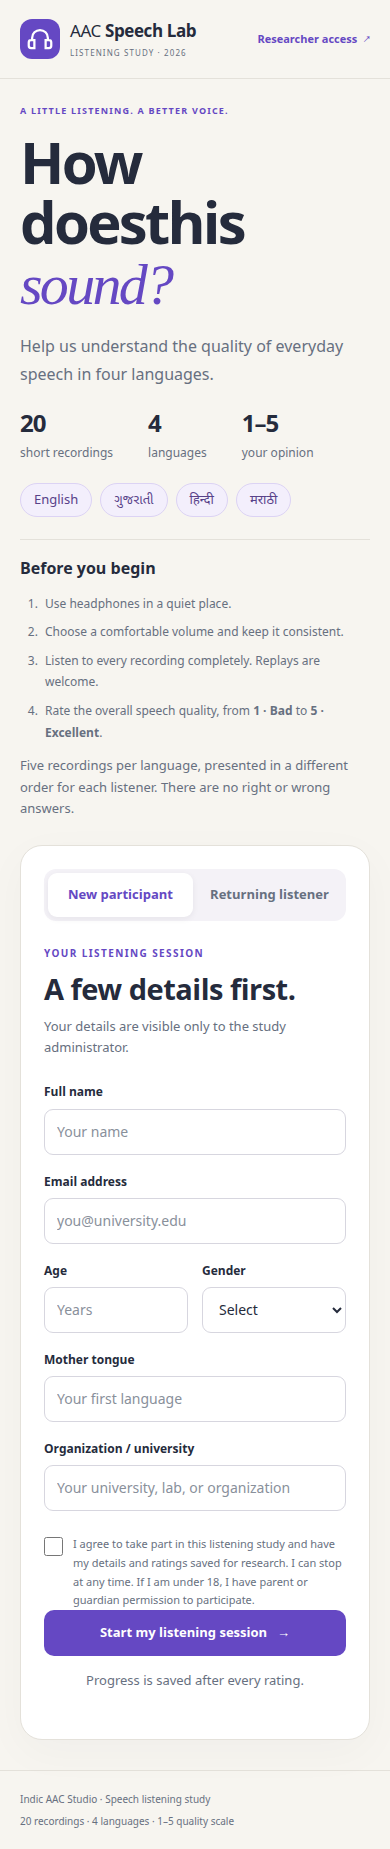 AAC Speech Lab
LISTENING STUDY · 2026
Researcher access ↗
A LITTLE LISTENING. A BETTER VOICE.
How
doesthis
sound?
Help us understand the quality of everyday
speech in four languages.
20
short recordings
4
languages
1–5
your opinion
English
ગુજરાતી
हिन्दी
मराठी
Before you begin
1. Use headphones in a quiet place.
2. Choose a comfortable volume and keep it consistent.
3. Listen to every recording completely. Replays are
welcome.
4. Rate the overall speech quality, from 1 · Bad to 5 ·
Excellent.
Five recordings per language, presented in a different
order for each listener. There are no right or wrong
answers.
New participant
Returning listener
YOUR LISTENING SESSION
A few details first.
Your details are visible only to the study
administrator.
Full name
Your name
Email address
you@university.edu
Age
Years
Gender
Select
Mother tongue
Your first language
Organization / university
Your university, lab, or organization
I agree to take part in this listening study and have
my details and ratings saved for research. I can stop
at any time. If I am under 18, I have parent or
guardian permission to participate.
Start my listening session →
Progress is saved after every rating.
Indic AAC Studio · Speech listening study
20 recordings · 4 languages · 1–5 quality scale